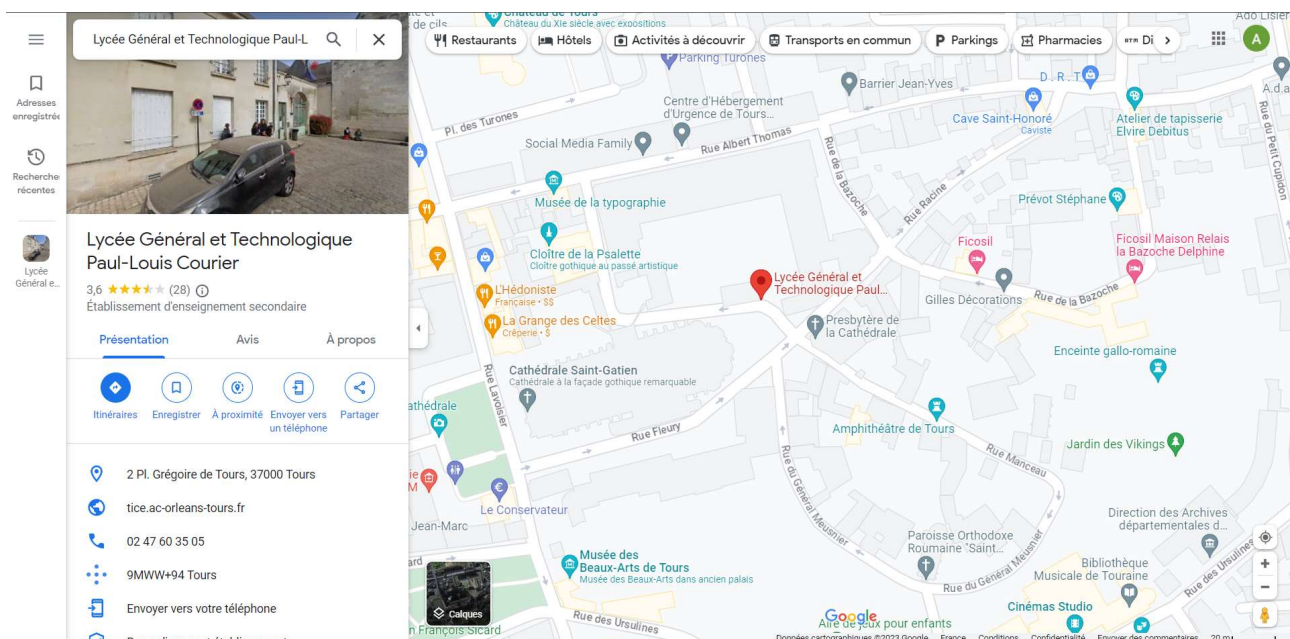 Lycée Général et Technologique Paul-L
Adresses
enregistrée
Recherche
récentes
Lycée
Général e...
Lycée Général et Technologique
Paul-Louis Courier
3,6 (28)
Établissement d'enseignement secondaire
Présentation Avis À propos
Itinéraires Enregistrer À proximité Envoyer vers
un téléphone Partager
2 Pl. Grégoire de Tours, 37000 Tours
tice.ac-orleans-tours.fr
02 47 60 35 05
9MWW+94 Tours
Envoyer vers votre téléphone
Restaurants Hôtels Activités à découvrir Transports en commun Parkings Pharmacies Di
A
de cils
Château de Tours
Château du XIe siècle avec expositions
Ado Lisier
Parking Turones
Barrier Jean-Yves
D.R.T
A.d.a
Pl. des Turones
Centre d'Hébergement
d'Urgence de Tours...
Cave Saint-Honoré
Caviste
Atelier de tapisserie
Elvire Debitus
Social Media Family
Rue Albert Thomas
Rue de la Bazoche
Rue Racine
Rue du Petit Cupidon
Musée de la typographie
Prévot Stéphane
Cloître de la Psalette
Cloître gothique au passé artistique
Ficosil
Ficosil Maison Relais
la Bazoche Delphine
L'Hédoniste
Française • $$
Lycée Général et
Technologique Paul...
Gilles Décorations
Rue de la Bazoche
La Grange des Celtes
Crêperie • $
Presbytère de
la Cathédrale
Enceinte gallo-romaine
Cathédrale Saint-Gatien
Cathédrale à la façade gothique remarquable
Rue Lavoisier
athédrale
Rue Fleury
Amphithéâtre de Tours
Jardin des Vikings
Rue Manceau
ie
M
Le Conservateur
Rue du Général Meusnier
Jean-Marc
Direction des Archives
départementales d...
Paroisse Orthodoxe
Roumaine "Saint...
Musée des
Beaux-Arts de Tours
Musée des Beaux-Arts dans ancien palais
Bibliothèque
Musicale de Touraine
Rue des Ursulines
ard
Calques
Rue du Général Meusnier
Cinémas Studio
n François Sicard
Rue des Ursulines
Google
Aire de jeux pour enfants
Données cartographiques ©2023 Google France Conditions Confidentialité Envoyer des commentaires 20 m